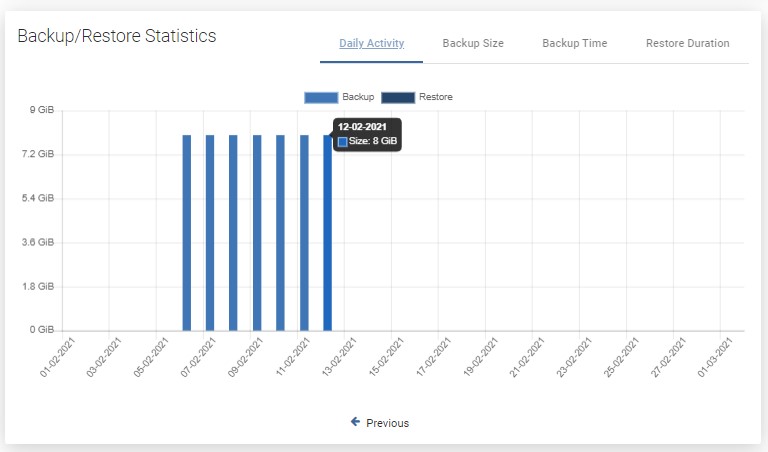 Backup/Restore Statistics
Daily Activity Backup Size Backup Time Restore Duration
Backup Restore
9 GiB
7.2 GiB
5.4 GiB
3.6 GiB
1.8 GiB
0 GiB
12-02-2021
Size: 8 GiB
01-02-2021 03-02-2021 05-02-2021 07-02-2021 09-02-2021 11-02-2021 13-02-2021 15-02-2021 17-02-2021 19-02-2021 21-02-2021 23-02-2021 25-02-2021 27-02-2021 01-03-2021
Previous